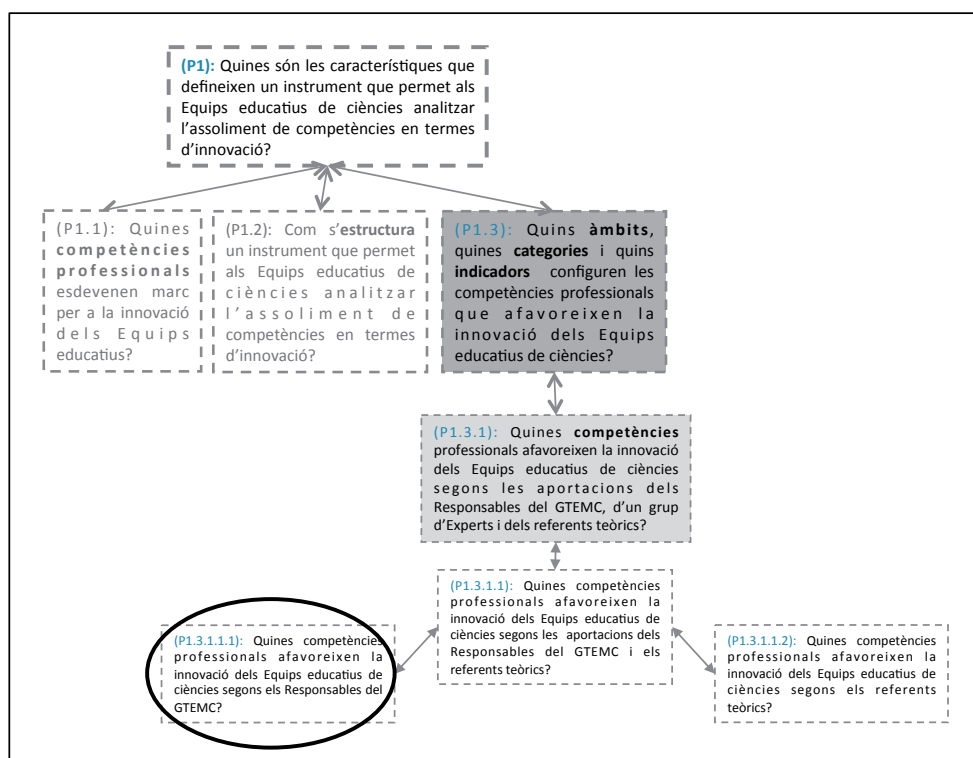 (P1): Quines són les característiques que
defineixen un instrument que permet als
Equips educatius de ciències analitzar
l'assoliment de competències en termes
d'innovació?
(P1.1): Quines
competències
professionals
esdevenen marc
per a la innovació
dels Equips
educatius?
(P1.2): Com s'estructura
un instrument que permet
als Equips educatius de
ciències analitzar
l'assoliment de
competències en termes
d'innovació?
(P1.3): Quins àmbits,
quines categories i quins
indicadors configuren les
competències professionals
que afavoreixen la
innovació dels Equips
educatius de ciències?
(P1.3.1): Quines competències
professionals afavoreixen la innovació
dels Equips educatius de ciències
segons les aportacions dels
Responsables del GTEMC, d'un grup
d'Experts i dels referents teòrics?
(P1.3.1.1): Quines competències
professionals afavoreixen la
innovació dels Equips educatius de
ciències segons les aportacions dels
Responsables del GTEMC i els
referents teòrics?
(P1.3.1.1.1): Quines competències
professionals afavoreixen la
innovació dels Equips educatius de
ciències segons els Responsables del
GTEMC?
(P1.3.1.1.2): Quines competències
professionals afavoreixen la
innovació dels Equips educatius de
ciències segons els referents
teòrics?